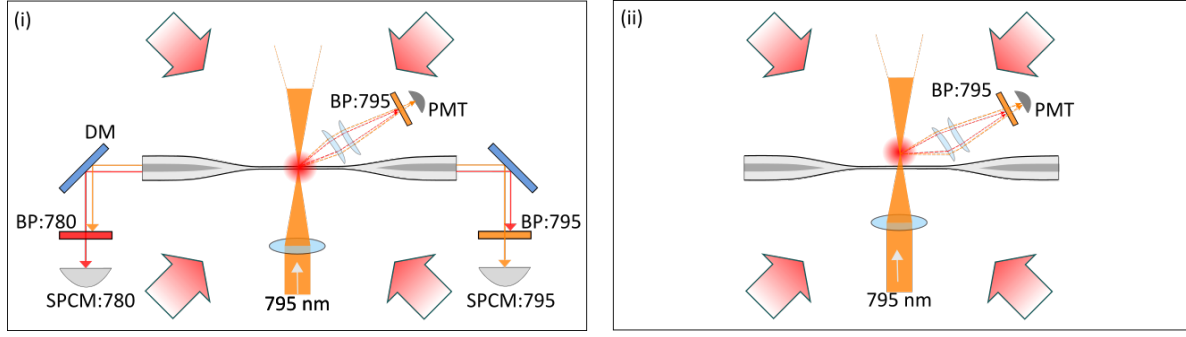 (i)
BP:795
PMT
DM
BP:780
BP:795
SPCM:780
795 nm
SPCM:795
(ii)
BP:795
PMT
795 nm